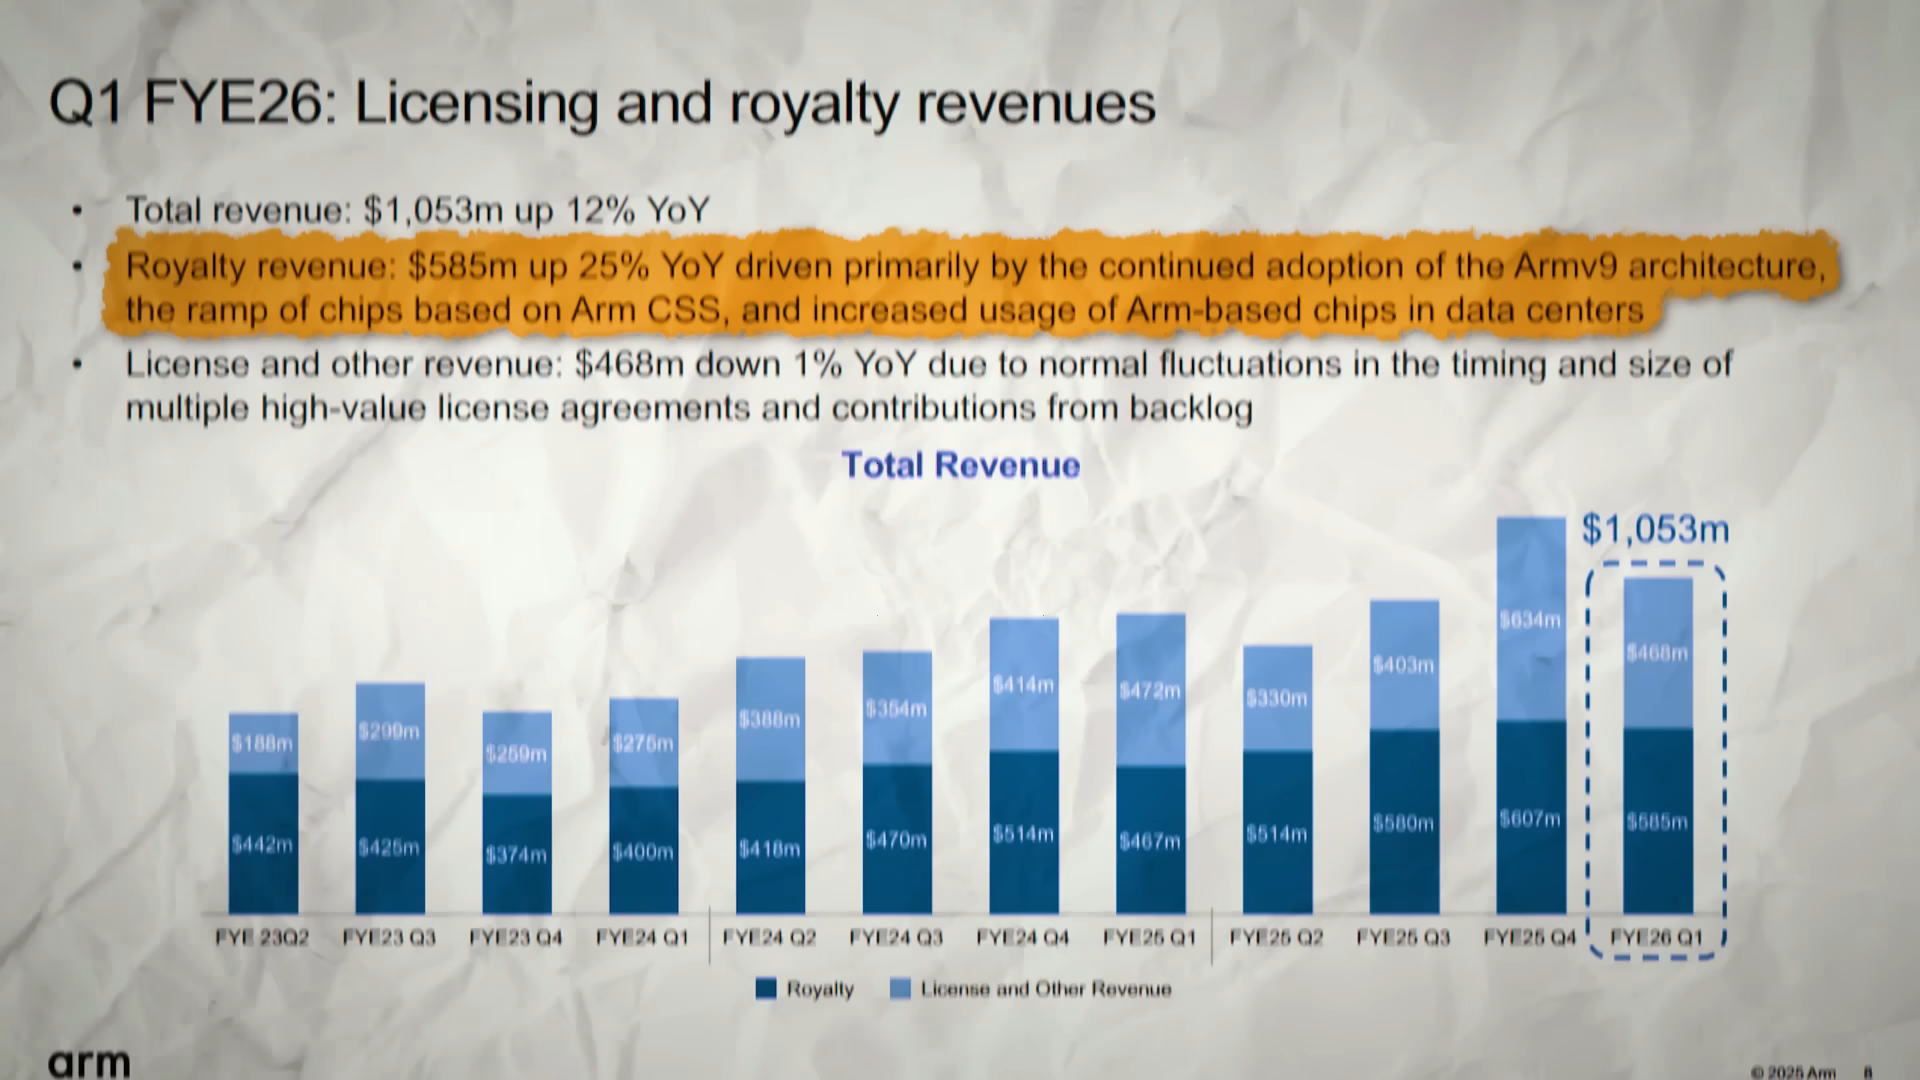 Q1 FYE26: Licensing and royalty revenues
• Total revenue: $1,053m up 12% YoY
• Royalty revenue: $585m up 25% YoY driven primarily by the continued adoption of the Armv9 architecture,
the ramp of chips based on Arm CSS, and increased usage of Arm-based chips in data centers
• License and other revenue: $468m down 1% YoY due to normal fluctuations in the timing and size of
multiple high-value license agreements and contributions from backlog
Total Revenue
$1,053m
$188m $299m $259m $275m $388m $354m $414m $472m $330m $403m $634m $468m
$442m $425m $374m $400m $418m $470m $514m $467m $514m $580m $607m $585m
FYE 23Q2 FYE23 Q3 FYE23 Q4 FYE24 Q1 FYE24 Q2 FYE24 Q3 FYE24 Q4 FYE25 Q1 FYE25 Q2 FYE25 Q3 FYE25 Q4 FYE26 Q1
Royalty License and Other Revenue
arm
© 2025 Arm 8